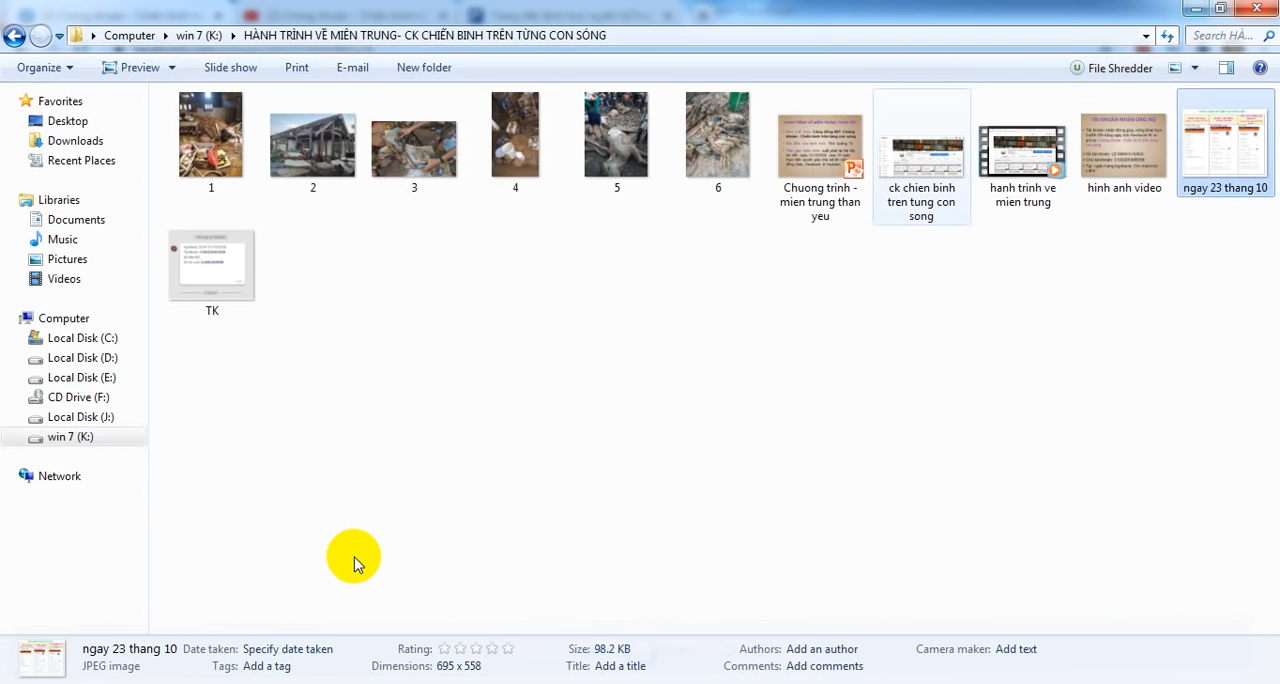 Computer ▸ win 7 (K:) ▸ HÀNH TRÌNH VỀ MIỀN TRUNG- CK CHIẾN BINH TRÊN TỪNG CON SÓNG
Search HÀ...
Organize Preview Slide show Print E-mail New folder File Shredder
Favorites
Desktop
Downloads
Recent Places
Libraries
Documents
Music
Pictures
Videos
Computer
Local Disk (C:)
Local Disk (D:)
Local Disk (E:)
CD Drive (F:)
Local Disk (J:)
win 7 (K:)
Network
1
2
3
4
5
6
Chuong trinh -
mien trung than
yeu
ck chien binh
tren tung con
song
hanh trinh ve
mien trung
TÀI KHOẢN NHẬN ỦNG HỘ
hinh anh video
ngay 23 thang 10
TK
ngay 23 thang 10 Date taken: Specify date taken Rating: Size: 98.2 KB Authors: Add an author Camera maker: Add text
JPEG image Tags: Add a tag Dimensions: 695 x 558 Title: Add a title Comments: Add comments